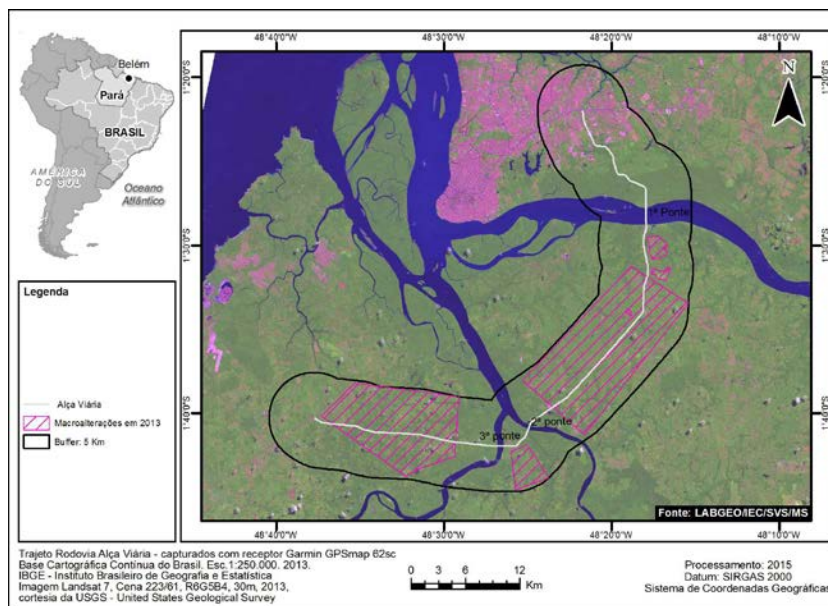 48°40'0"W
48°30'0"W
48°20'0"W
48°10'0"W
Belém
Pará
BRASIL
AMÉRICA
DO SUL
Oceano
Atlântico
1°20'0"S
1°20'0"S
N
1ª Ponte
1°30'0"S
1°30'0"S
Legenda
Alça Viária
Macroalterações em 2013
Buffer: 5 Km
1°40'0"S
1°40'0"S
2ª ponte
3ª ponte
Fonte: LABGEO/IEC/SVS/MS
48°40'0"W
48°30'0"W
48°20'0"W
48°10'0"W
Trajeto Rodovia Alça Viária - capturados com receptor Garmin GPSmap 62sc
Base Cartográfica Contínua do Brasil. Esc.1:250.000. 2013.
IBGE - Instituto Brasileiro de Geografia e Estatística
Imagem Landsat 7, Cena 223/61, R6G5B4, 30m, 2013,
cortesia da USGS - United States Geological Survey
0 3 6 12
Km
Processamento: 2015
Datum: SIRGAS 2000
Sistema de Coordenadas Geográficas